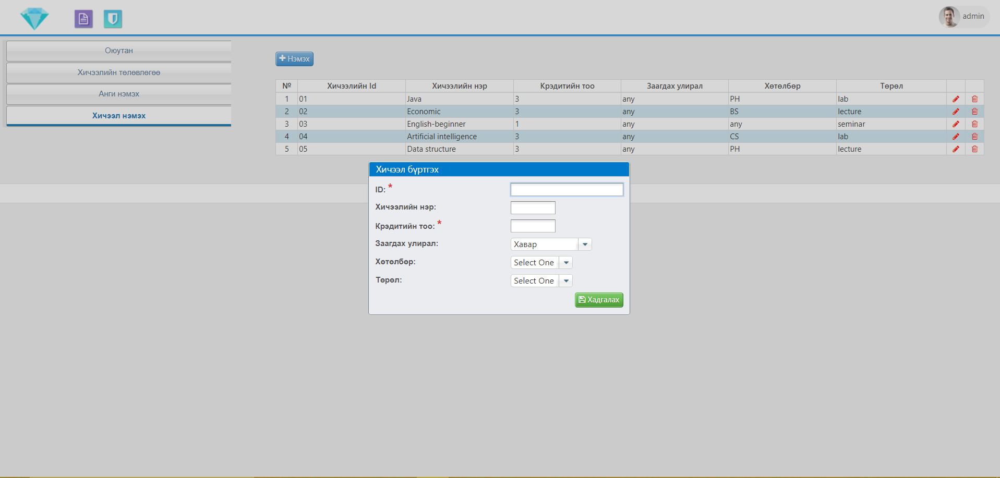 admin
Оюутан
Хичээлийн төлөвлөгөө
Анги нэмэх
Хичээл нэмэх
Нэмэх
№ Хичээлийн Id Хичээлийн нэр Крэдитийн тоо Заагдах улирал Хөтөлбөр Төрөл
1 01 Java 3 any PH lab
2 02 Economic 3 any BS lecture
3 03 English-beginner 1 any any seminar
4 04 Artificial intelligence 3 any CS lab
5 05 Data structure 3 any PH lecture
Хичээл бүртгэх
ID: *
Хичээлийн нэр:
Крэдитийн тоо: *
Заагдах улирал: Хавар
Хөтөлбөр: Select One
Төрөл: Select One
Хадгалах